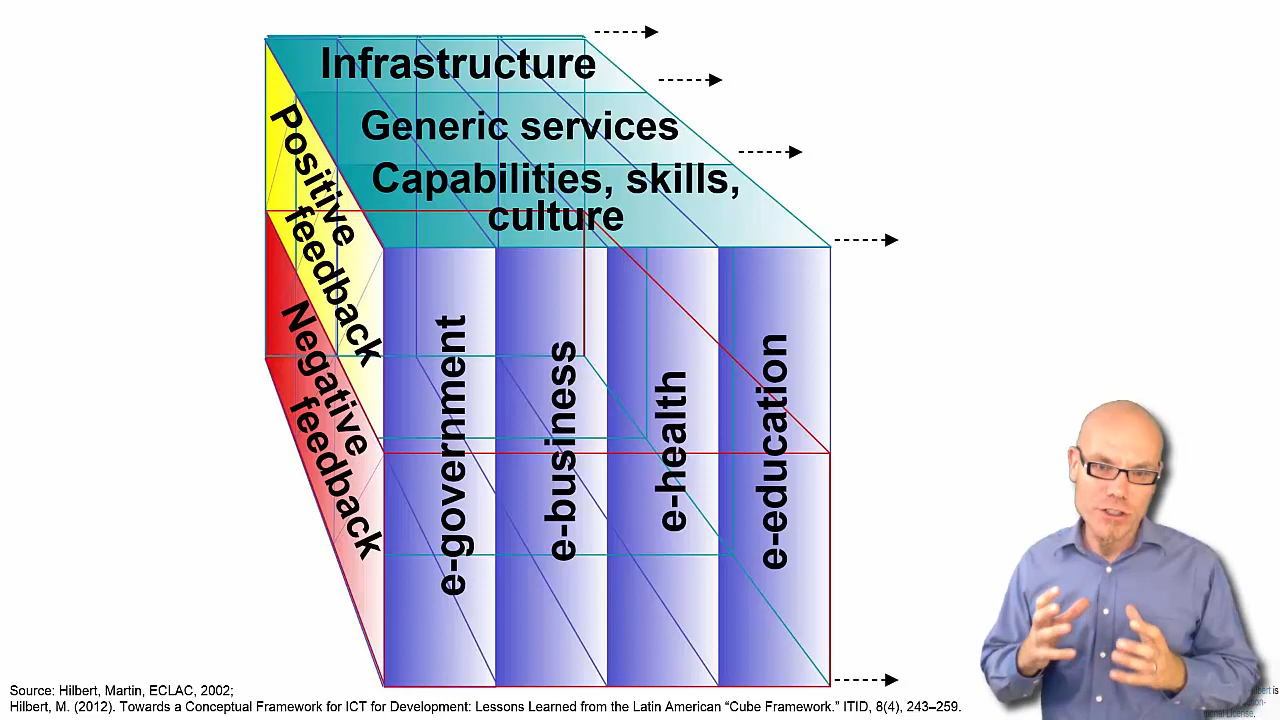 Infrastructure
Generic services
Capabilities, skills,
culture
Positive
feedback
Negative
feedback
e-government
e-business
e-health
e-education
Source: Hilbert, Martin, ECLAC, 2002;
Hilbert, M. (2012). Towards a Conceptual Framework for ICT for Development: Lessons Learned from the Latin American “Cube Framework.” ITID, 8(4), 243–259.